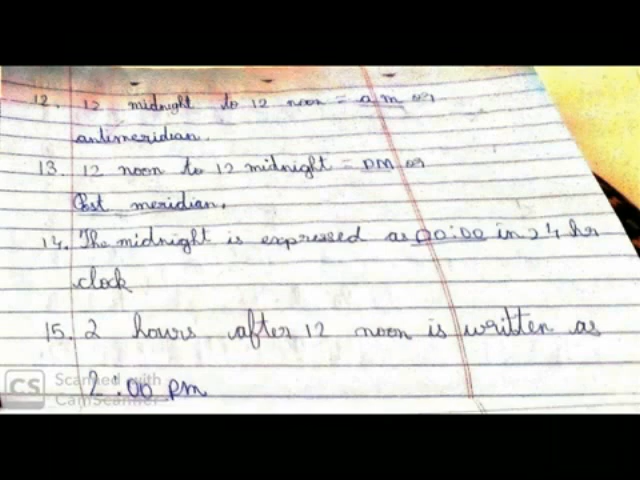 12. 12 midnight to 12 noon = a m or
antimeridian.
13. 12 noon to 12 midnight = PM or
Post meridian.
14. The midnight is expressed as 00:00 in 24 hr
clock
15. 2 hours after 12 noon is written as
2:00 pm
CS Scanned with
CamScanner